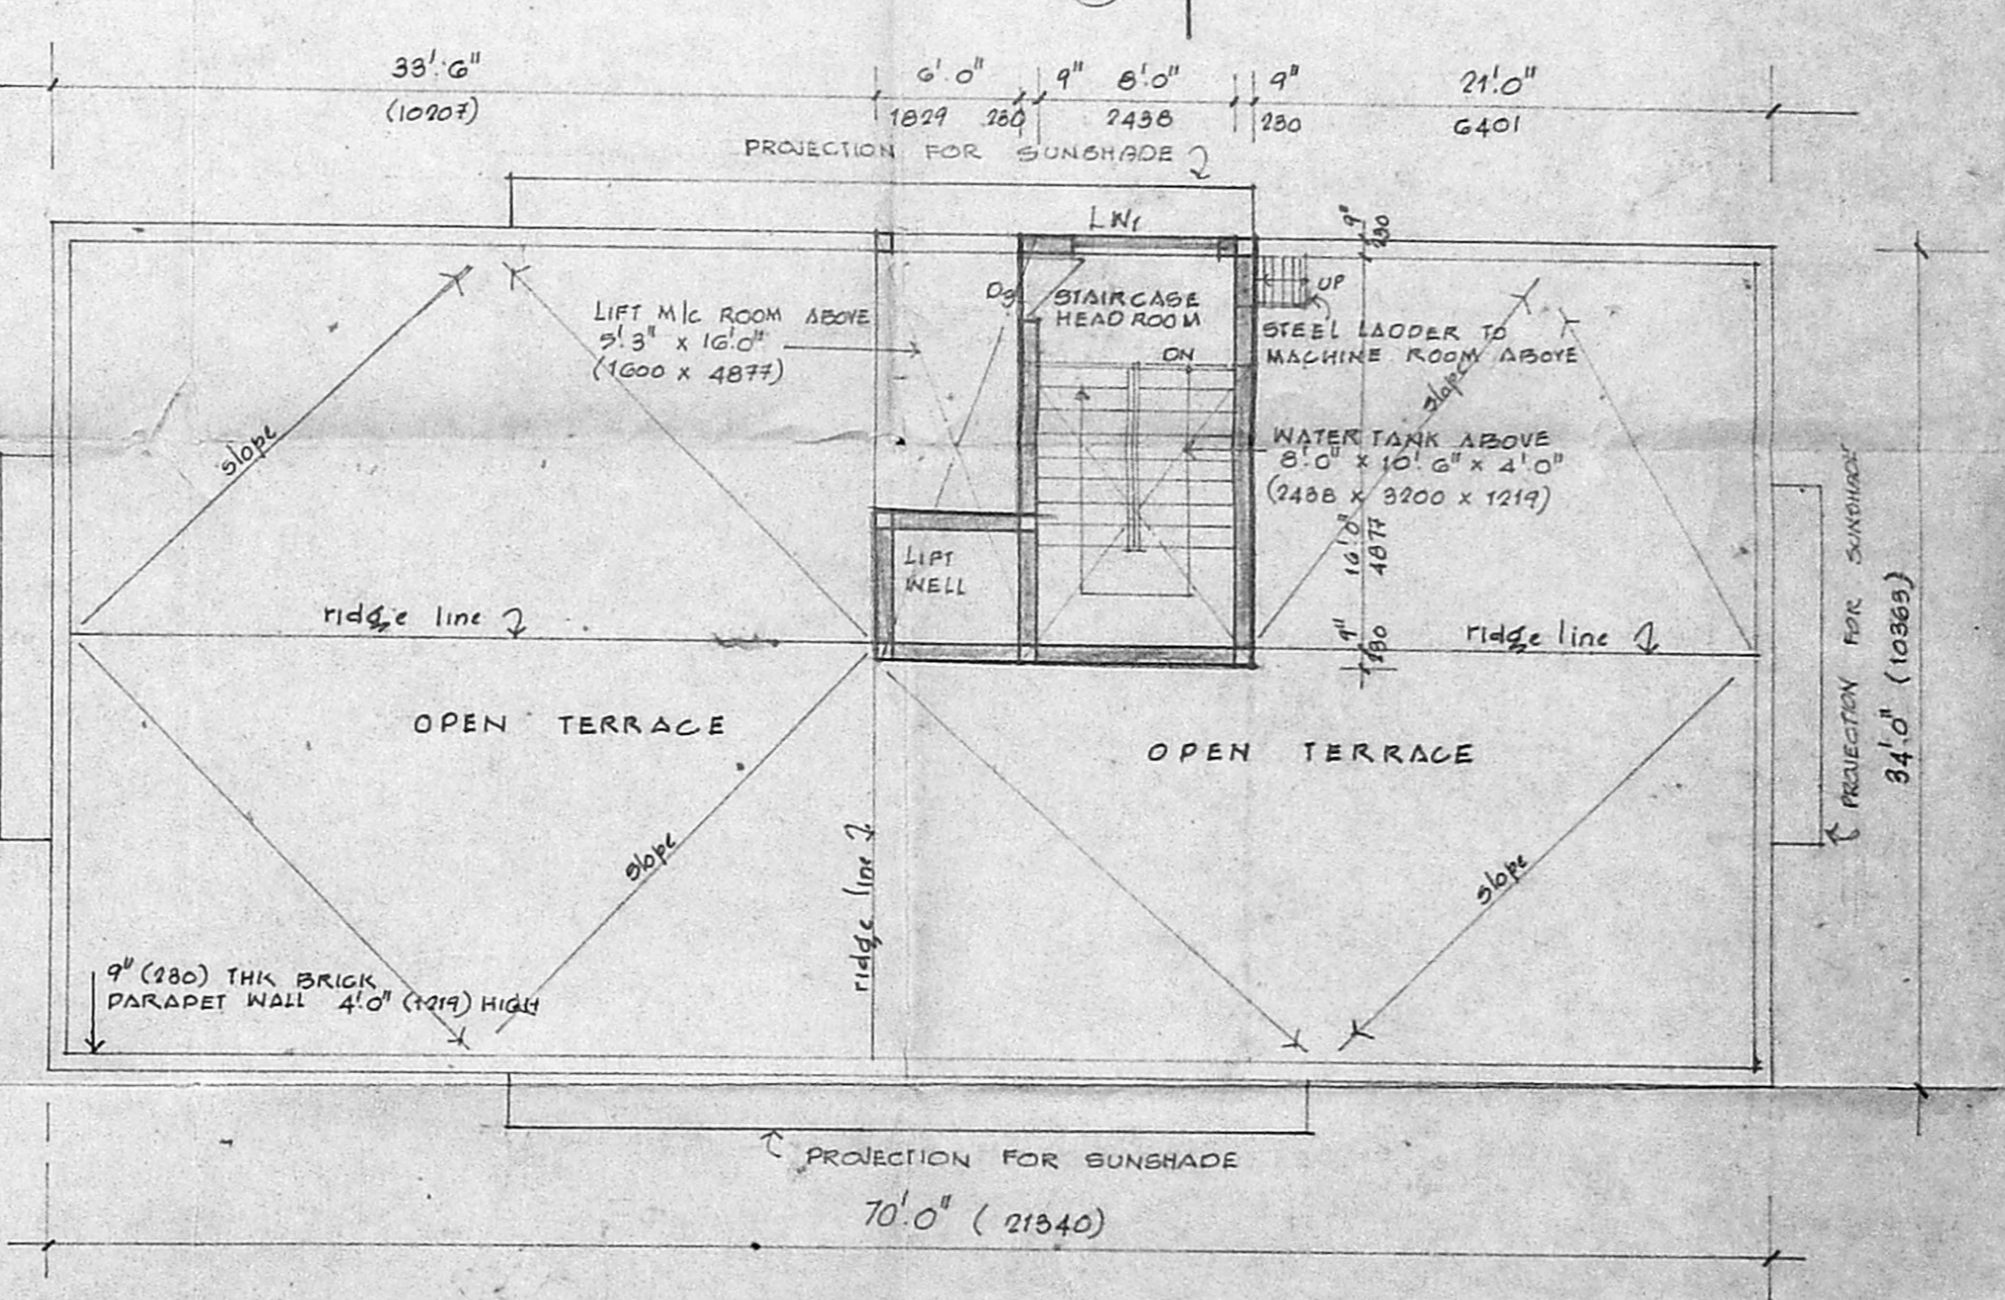 33'.6" 6'.0" 9" 8'.0" 9" 21'.0"
(10207) 1829 230 2438 230 6401
PROJECTION FOR SUNSHADE
LW1
9"
230
D3
STAIRCASE
HEAD ROOM
UP
LIFT M/c ROOM ABOVE
5'.3" x 16'.0"
(1600 x 4877)
STEEL LADDER TO
MACHINE ROOM ABOVE
DN
slope
slope
WATER TANK ABOVE
8'.0" x 10'.6" x 4'.0"
(2438 x 3200 x 1219)
16'.0"
4877
LIFT
WELL
ridge line
9"
230
ridge line
PROJECTION FOR SUNSHADE
34'.0" (10363)
OPEN TERRACE
OPEN TERRACE
slope
ridge line
slope
9" (230) THK BRICK
PARAPET WALL 4'.0" (1219) HIGH
PROJECTION FOR SUNSHADE
70'.0" (21340)